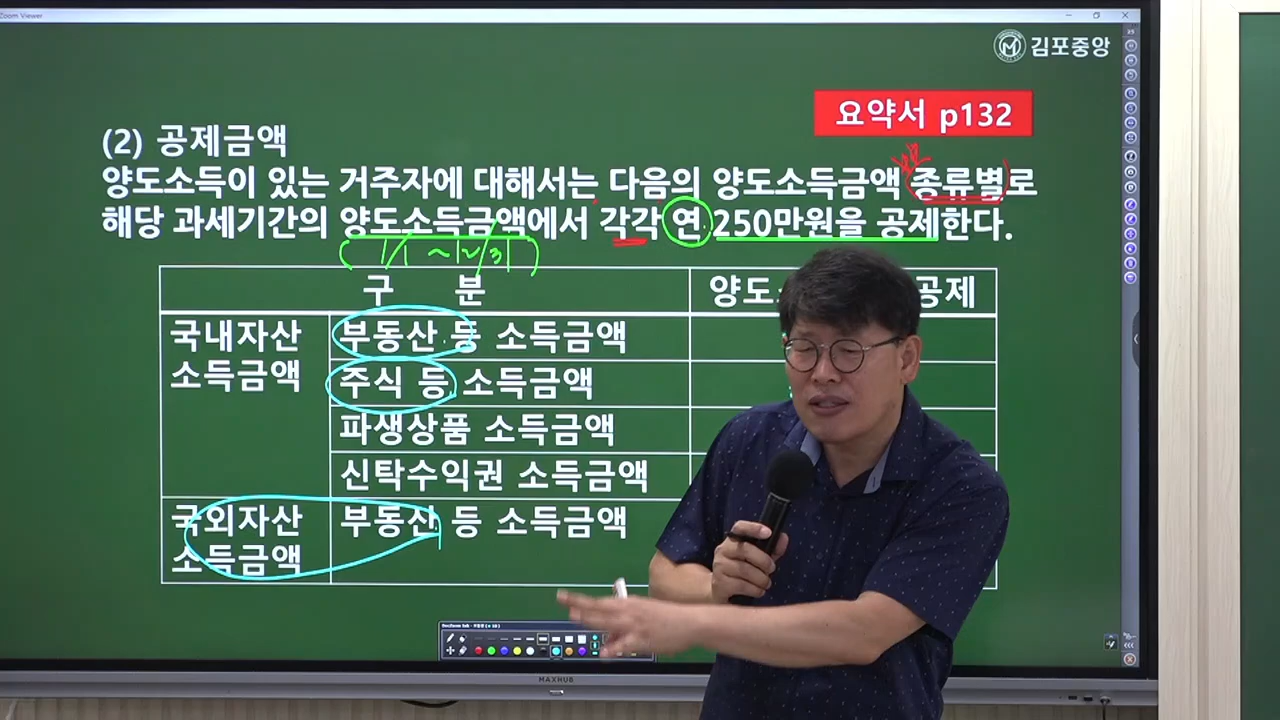 Zoom Viewer
김포중앙
요약서 p132
(2) 공제금액
양도소득이 있는 거주자에 대해서는 다음의 양도소득금액 종류별로
해당 과세기간의 양도소득금액에서 각각 연 250만원을 공제한다.
1/1 ~ 12/31
구 분 양도 공제
국내자산 부동산 등 소득금액
소득금액 주식 등 소득금액
파생상품 소득금액
신탁수익권 소득금액
국외자산 부동산 등 소득금액
소득금액
MAXHUB